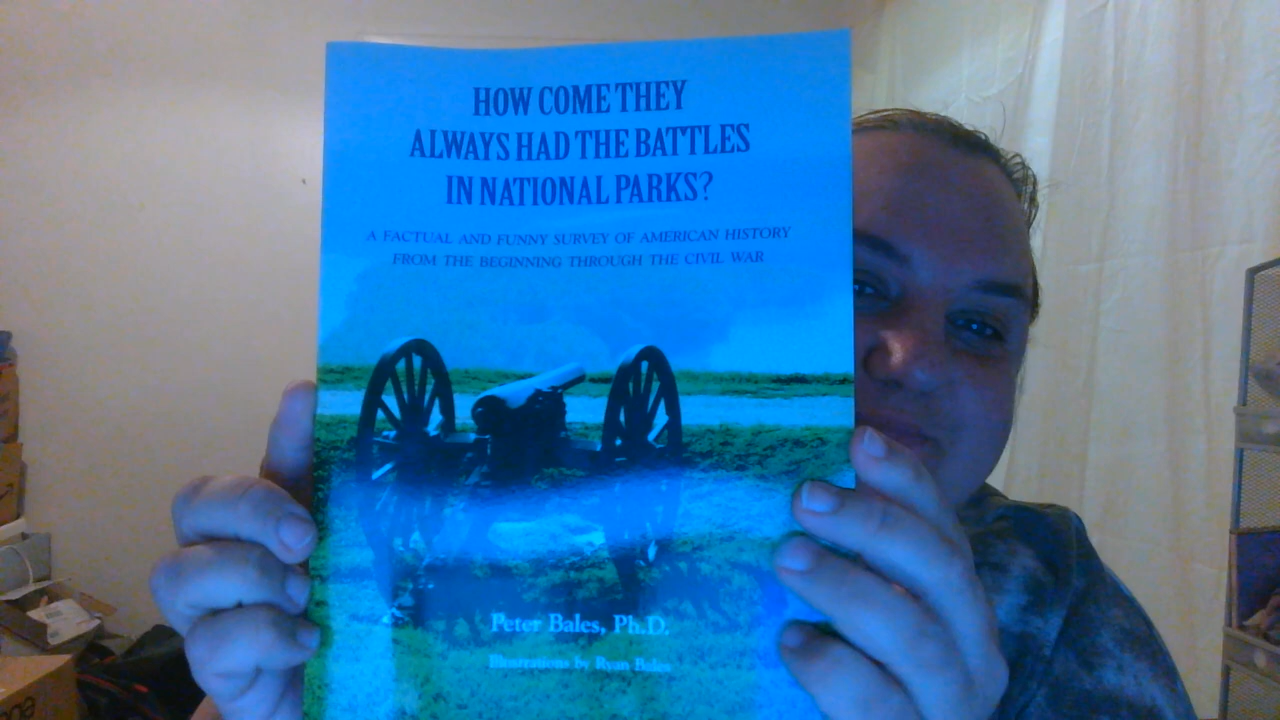 HOW COME THEY
ALWAYS HAD THE BATTLES
IN NATIONAL PARKS?
A FACTUAL AND FUNNY SURVEY OF AMERICAN HISTORY
FROM THE BEGINNING THROUGH THE CIVIL WAR
Peter Bales, Ph.D.
Illustrations by Ryan Bales